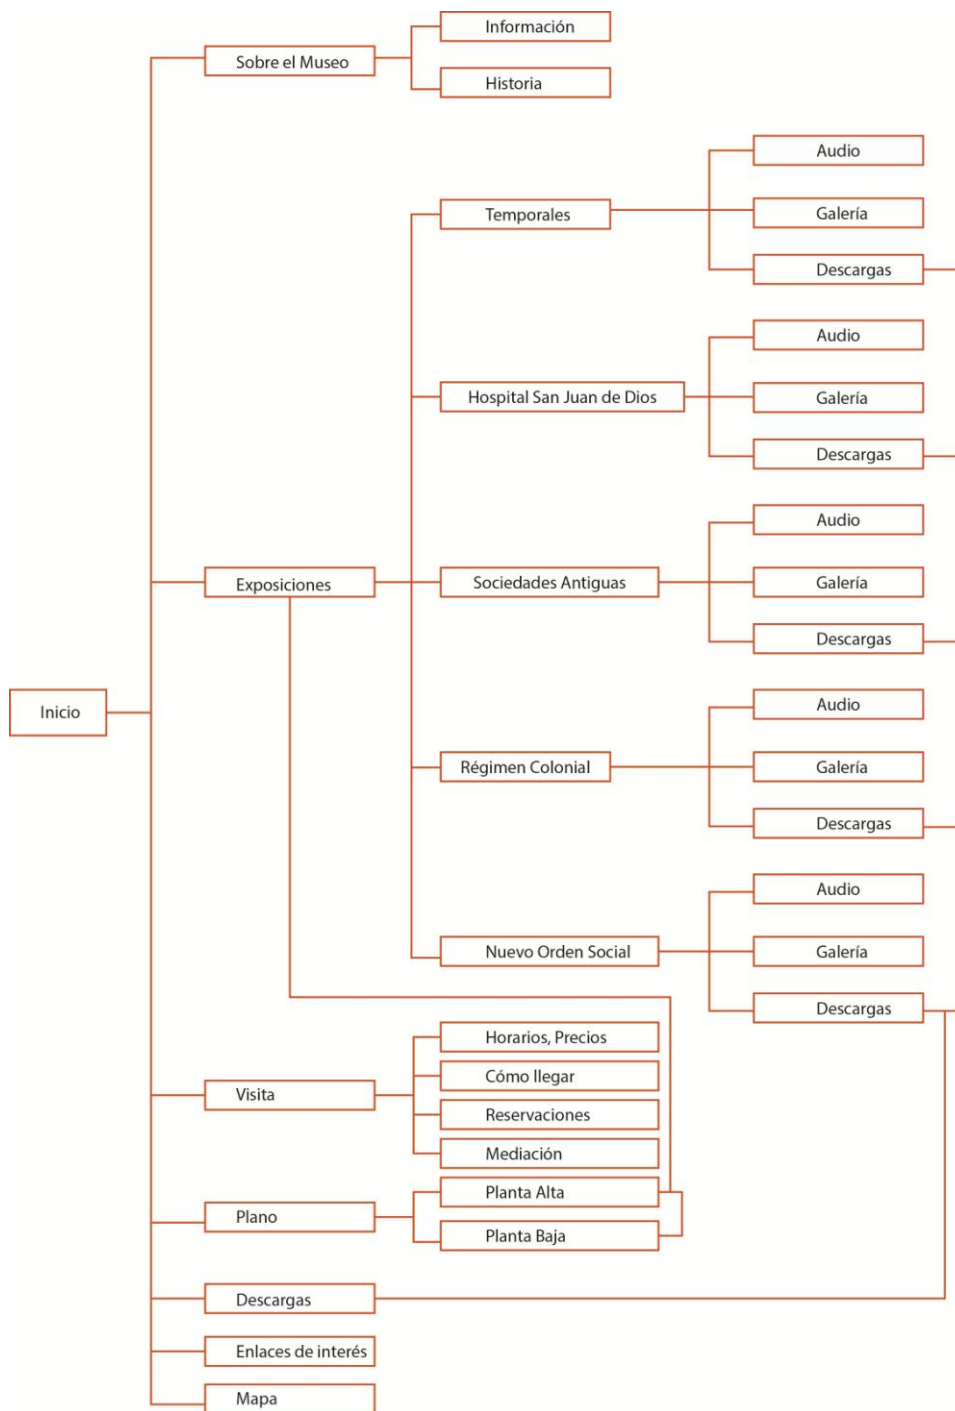 Información
Sobre el Museo
Historia
Audio
Temporales
Galería
Descargas
Audio
Hospital San Juan de Dios
Galería
Descargas
Audio
Exposiciones
Sociedades Antiguas
Galería
Descargas
Inicio
Audio
Régimen Colonial
Galería
Descargas
Audio
Nuevo Orden Social
Galería
Descargas
Horarios, Precios
Cómo llegar
Visita
Reservaciones
Mediación
Planta Alta
Plano
Planta Baja
Descargas
Enlaces de interés
Mapa